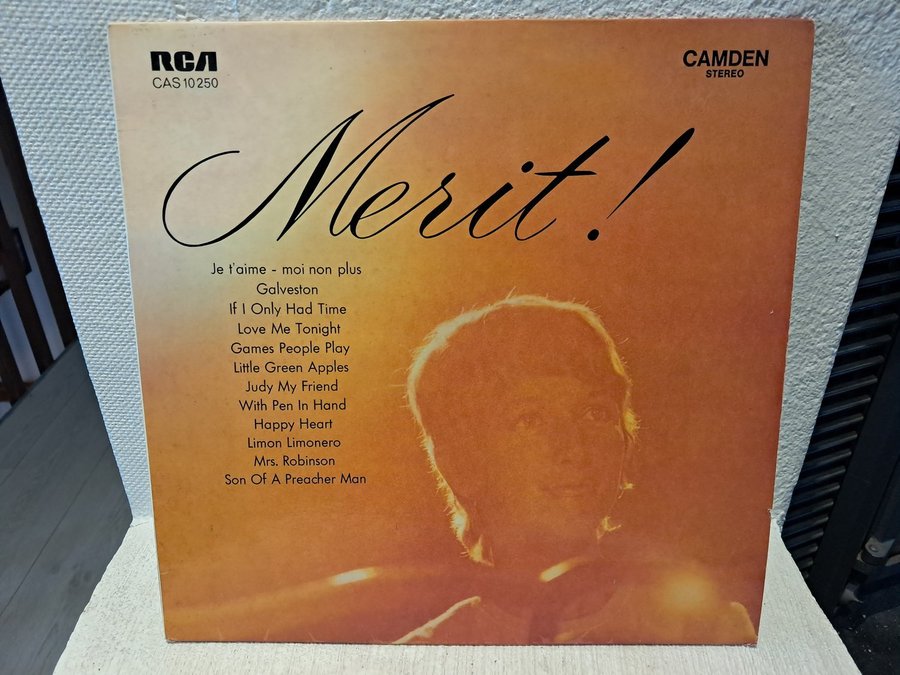 RCA
CAS 10250
CAMDEN
STEREO
Merit!
Je t'aime - moi non plus
Galveston
If I Only Had Time
Love Me Tonight
Games People Play
Little Green Apples
Judy My Friend
With Pen In Hand
Happy Heart
Limon Limonero
Mrs. Robinson
Son Of A Preacher Man